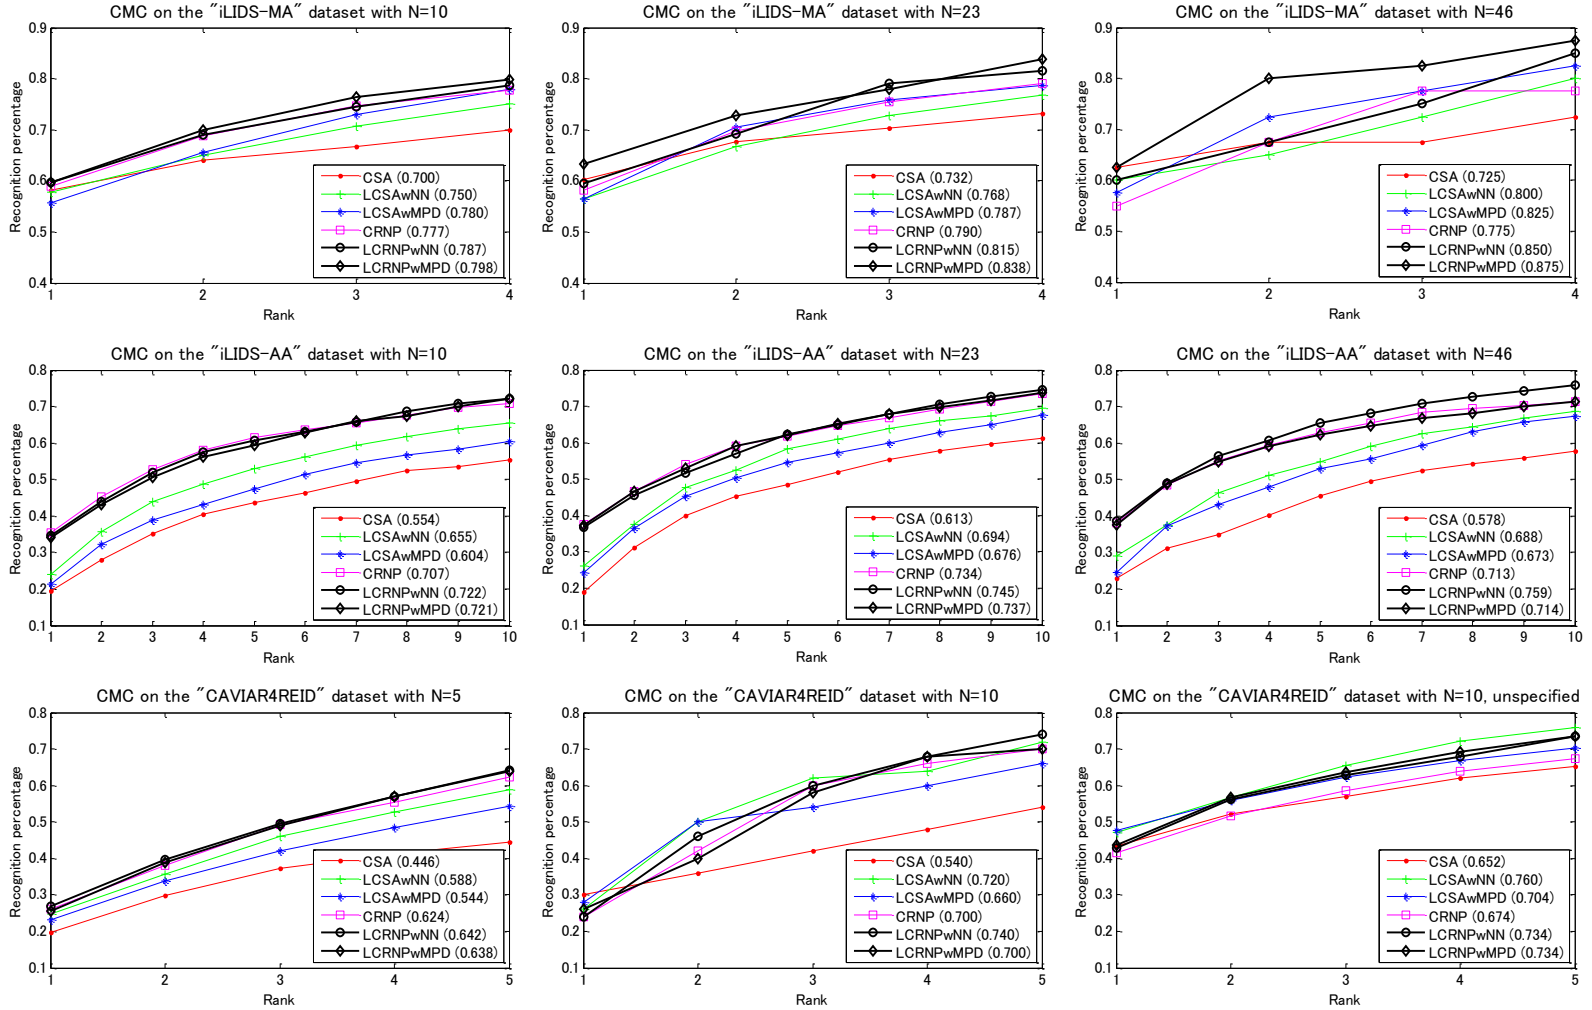 CMC on the "iLIDS-MA" dataset with N=10
Recognition percentage
0.9
0.8
0.7
0.6
0.5
0.4
1 2 3 4
Rank
CSA (0.700)
LCSAwNN (0.750)
LCSAwMPD (0.780)
CRNP (0.777)
LCRNPwNN (0.787)
LCRNPwMPD (0.798)
CMC on the "iLIDS-MA" dataset with N=23
Recognition percentage
0.9
0.8
0.7
0.6
0.5
0.4
1 2 3 4
Rank
CSA (0.732)
LCSAwNN (0.768)
LCSAwMPD (0.787)
CRNP (0.790)
LCRNPwNN (0.815)
LCRNPwMPD (0.838)
CMC on the "iLIDS-MA" dataset with N=46
Recognition percentage
0.9
0.8
0.7
0.6
0.5
0.4
1 2 3 4
Rank
CSA (0.725)
LCSAwNN (0.800)
LCSAwMPD (0.825)
CRNP (0.775)
LCRNPwNN (0.850)
LCRNPwMPD (0.875)
CMC on the "iLIDS-AA" dataset with N=10
Recognition percentage
0.8
0.7
0.6
0.5
0.4
0.3
0.2
0.1
1 2 3 4 5 6 7 8 9 10
Rank
CSA (0.554)
LCSAwNN (0.655)
LCSAwMPD (0.604)
CRNP (0.707)
LCRNPwNN (0.722)
LCRNPwMPD (0.721)
CMC on the "iLIDS-AA" dataset with N=23
Recognition percentage
0.8
0.7
0.6
0.5
0.4
0.3
0.2
0.1
1 2 3 4 5 6 7 8 9 10
Rank
CSA (0.613)
LCSAwNN (0.694)
LCSAwMPD (0.676)
CRNP (0.734)
LCRNPwNN (0.745)
LCRNPwMPD (0.737)
CMC on the "iLIDS-AA" dataset with N=46
Recognition percentage
0.8
0.7
0.6
0.5
0.4
0.3
0.2
0.1
1 2 3 4 5 6 7 8 9 10
Rank
CSA (0.578)
LCSAwNN (0.688)
LCSAwMPD (0.673)
CRNP (0.713)
LCRNPwNN (0.759)
LCRNPwMPD (0.714)
CMC on the "CAVIAR4REID" dataset with N=5
Recognition percentage
0.8
0.7
0.6
0.5
0.4
0.3
0.2
0.1
1 2 3 4 5
Rank
CSA (0.446)
LCSAwNN (0.588)
LCSAwMPD (0.544)
CRNP (0.624)
LCRNPwNN (0.642)
LCRNPwMPD (0.638)
CMC on the "CAVIAR4REID" dataset with N=10
Recognition percentage
0.8
0.7
0.6
0.5
0.4
0.3
0.2
0.1
1 2 3 4 5
Rank
CSA (0.540)
LCSAwNN (0.720)
LCSAwMPD (0.660)
CRNP (0.700)
LCRNPwNN (0.740)
LCRNPwMPD (0.700)
CMC on the "CAVIAR4REID" dataset with N=10, unspecified
Recognition percentage
0.8
0.7
0.6
0.5
0.4
0.3
0.2
0.1
1 2 3 4 5
Rank
CSA (0.652)
LCSAwNN (0.760)
LCSAwMPD (0.704)
CRNP (0.674)
LCRNPwNN (0.734)
LCRNPwMPD (0.734)